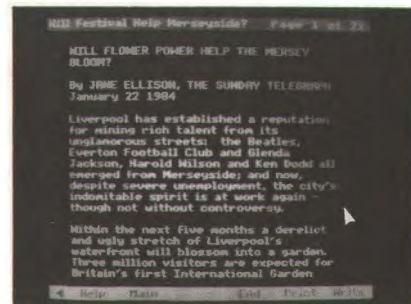 Will Festival Help Merseyside? Page 1 of
WILL FLOWER POWER HELP THE MERSEY
BLOOM?
By JANE ELLISON, THE SUNDAY TELEGRAPH
January 22 1984
Liverpool has established a reputation
for mining rich talent from its
unglamorous streets: the Beatles,
Everton Football Club and Glenda
Jackson, Harold Wilson and Ken Dodd all
emerged from Merseyside; and now,
despite severe unemployment, the city's
indomitable spirit is at work again -
though not without controversy.
Within the next five months a derelict
and ugly stretch of Liverpool's
waterfront will blossom into a garden.
Three million visitors are expected for
Britain's first International Garden
Help Main End Print Write